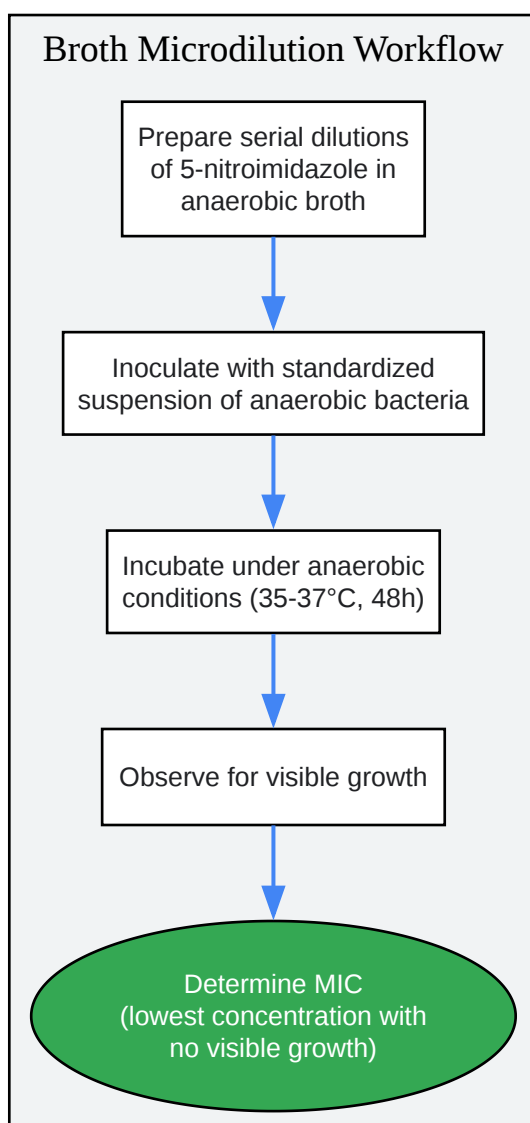 Broth Microdilution Workflow
Prepare serial dilutions
of 5-nitroimidazole in
anaerobic broth
Inoculate with standardized
suspension of anaerobic bacteria
Incubate under anaerobic
conditions (35-37°C, 48h)
Observe for visible growth
Determine MIC
(lowest concentration with
no visible growth)